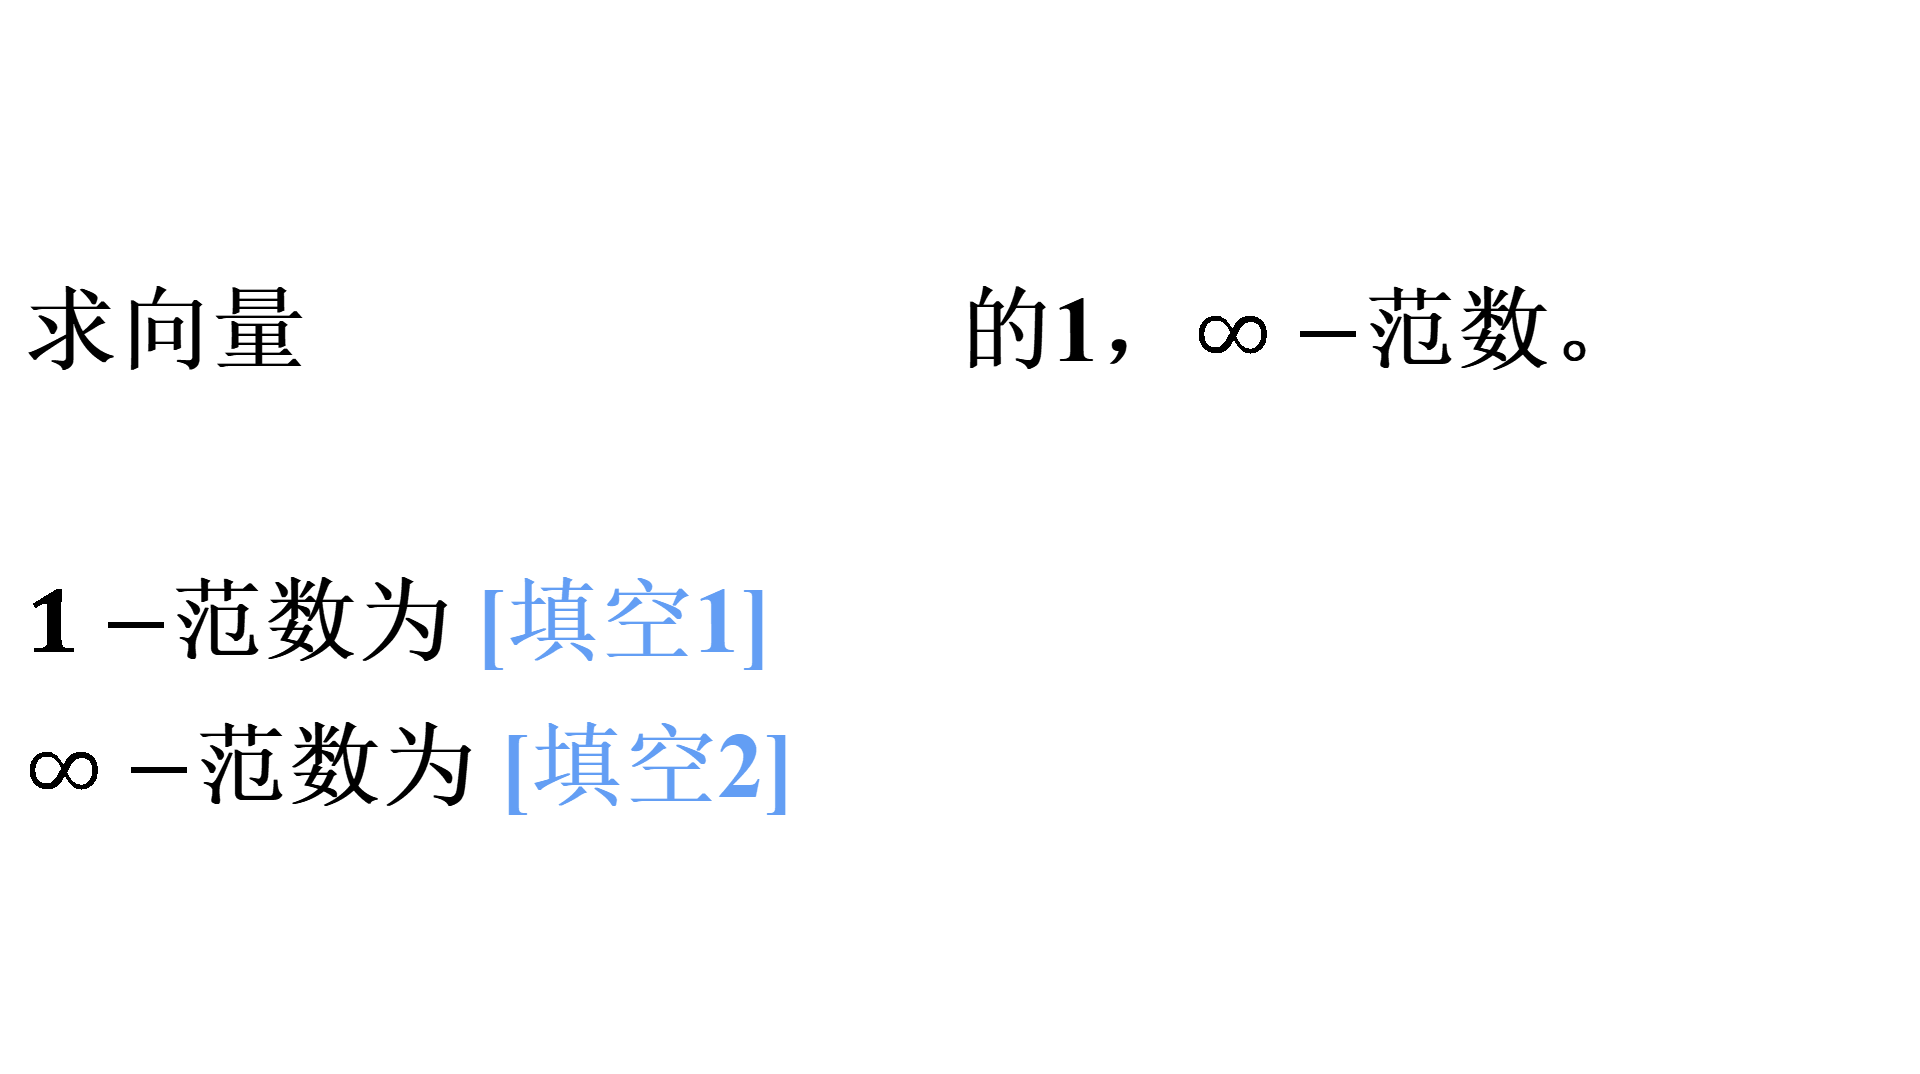 求向量 的1，∞ −范数。
1 −范数为 [填空1]
∞ −范数为 [填空2]